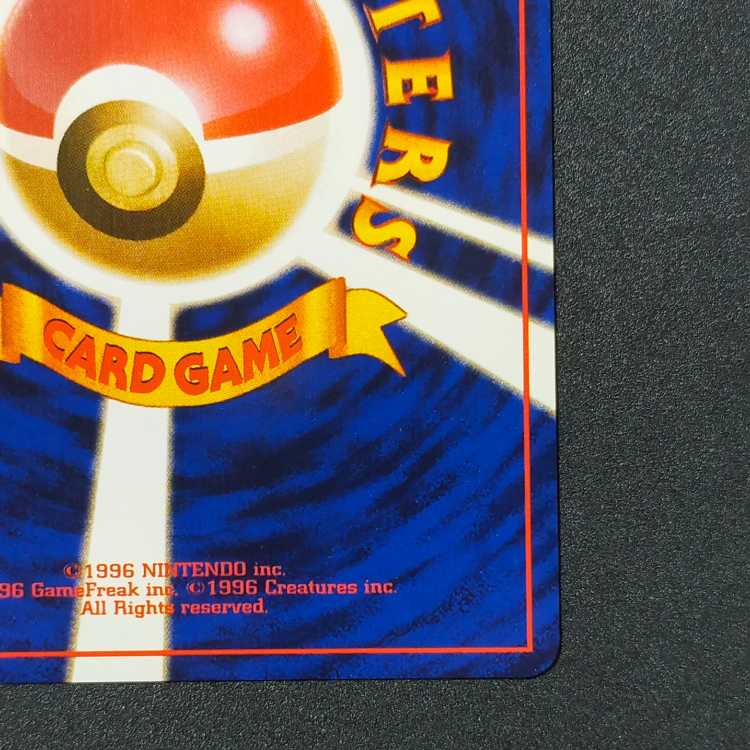 TERS
CARD GAME
©1996 NINTENDO inc.
96 GameFreak inc. ©1996 Creatures inc.
All Rights reserved.